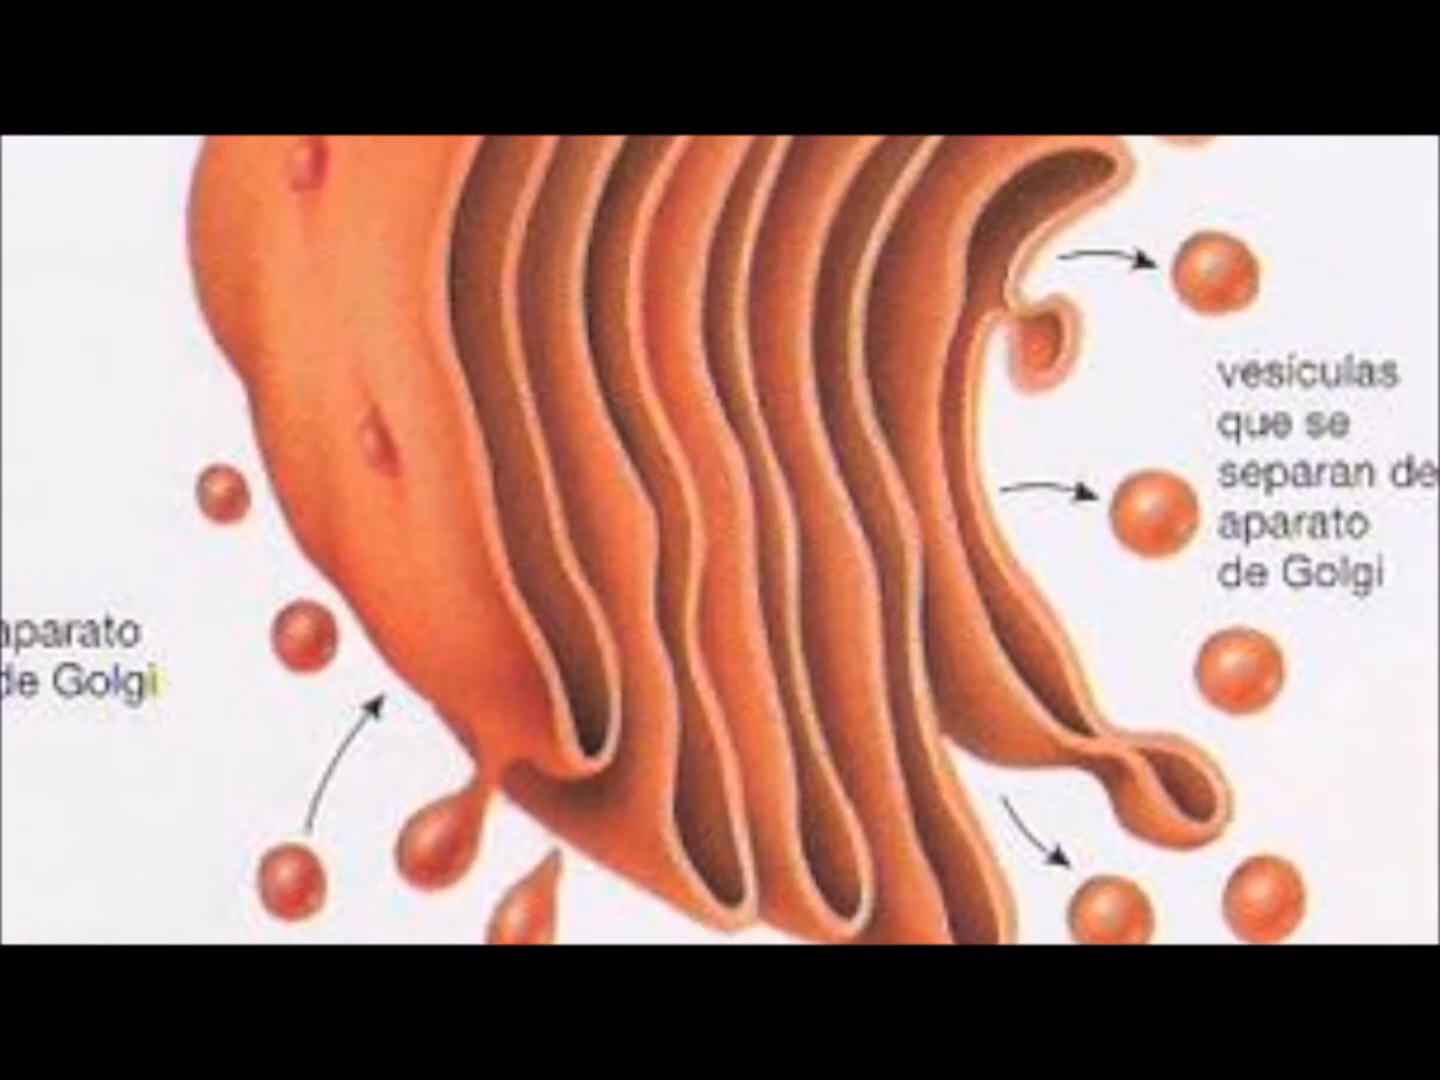 aparato
de Golgi
vesículas
que se
separan de
aparato
de Golgi